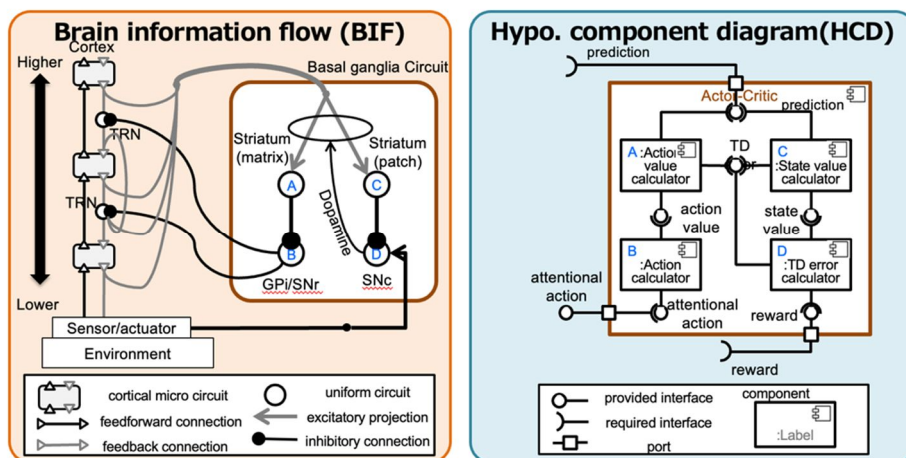 Brain information flow (BIF)
Cortex
Higher
Basal ganglia Circuit
TRN
Striatum
(matrix)
Striatum
(patch)
A
C
TRN
Dopamine
B
D
GPi/SNr
SNc
Lower
Sensor/actuator
Environment
cortical micro circuit
uniform circuit
feedforward connection
excitatory projection
feedback connection
inhibitory connection
Hypo. component diagram(HCD)
prediction
Actor-Critic
prediction
TD
A :Action
value
calculator
C
:State value
calculator
action
value
state
value
B
:Action
calculator
D
:TD error
calculator
attentional
action
attentional
action
reward
reward
provided interface
component
required interface
:Label
port